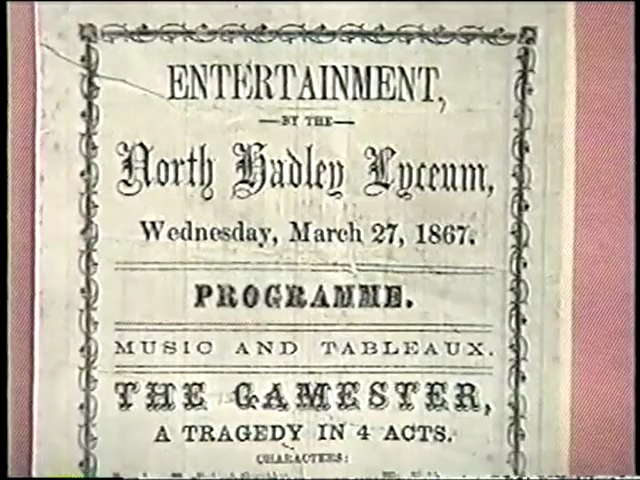 ENTERTAINMENT,
BY THE
North Hadley Lyceum,
Wednesday, March 27, 1867.
PROGRAMME.
MUSIC AND TABLEAUX.
THE GAMESTER,
A TRAGEDY IN 4 ACTS.
CHARACTERS: